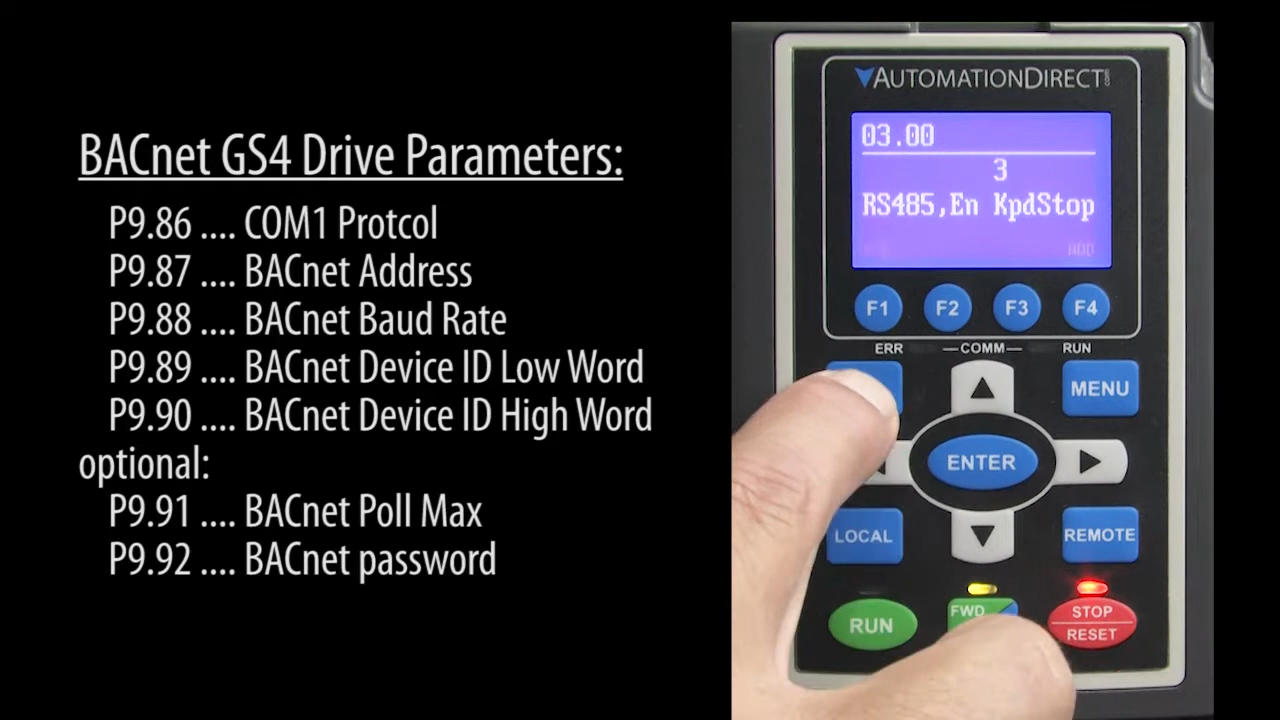 BACnet GS4 Drive Parameters:
P9.86 .... COM1 Protcol
P9.87 .... BACnet Address
P9.88 .... BACnet Baud Rate
P9.89 .... BACnet Device ID Low Word
P9.90 .... BACnet Device ID High Word
optional:
P9.91 .... BACnet Poll Max
P9.92 .... BACnet password
AUTOMATIONDIRECT
03.00
3
RS485,En KpdStop
ADD
F1 F2 F3 F4
ERR COMM RUN
MENU
ENTER
LOCAL REMOTE
RUN FWD STOP
RESET